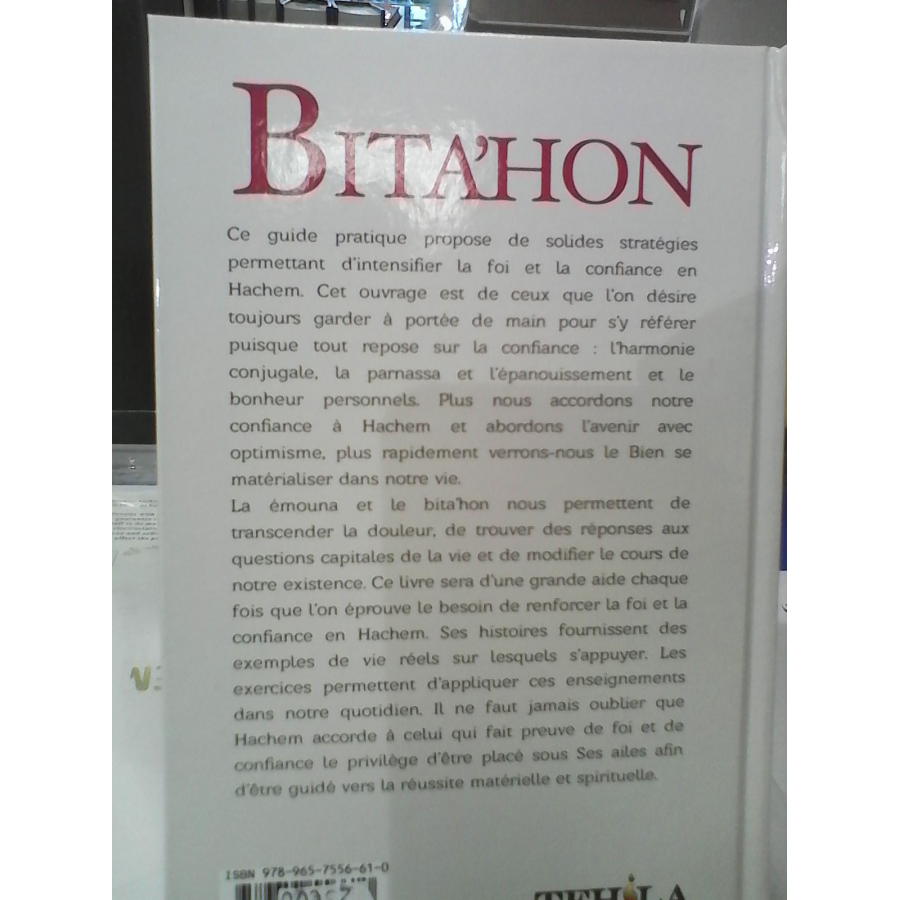 BITA'HON
Ce guide pratique propose de solides stratégies
permettant d'intensifier la foi et la confiance en
Hachem. Cet ouvrage est de ceux que l'on désire
toujours garder à portée de main pour s'y référer
puisque tout repose sur la confiance : l'harmonie
conjugale, la parnassa et l'épanouissement et le
bonheur personnels. Plus nous accordons notre
confiance à Hachem et abordons l'avenir avec
optimisme, plus rapidement verrons-nous le Bien se
matérialiser dans notre vie.
La émouna et le bita'hon nous permettent de
transcender la douleur, de trouver des réponses aux
questions capitales de la vie et de modifier le cours de
notre existence. Ce livre sera d'une grande aide chaque
fois que l'on éprouve le besoin de renforcer la foi et la
confiance en Hachem. Ses histoires fournissent des
exemples de vie réels sur lesquels s'appuyer. Les
exercices permettent d'appliquer ces enseignements
dans notre quotidien. Il ne faut jamais oublier que
Hachem accorde à celui qui fait preuve de foi et de
confiance le privilège d'être placé sous Ses ailes afin
d'être guidé vers la réussite matérielle et spirituelle.
ISBN 978-965-7556-61-0
TEHILA